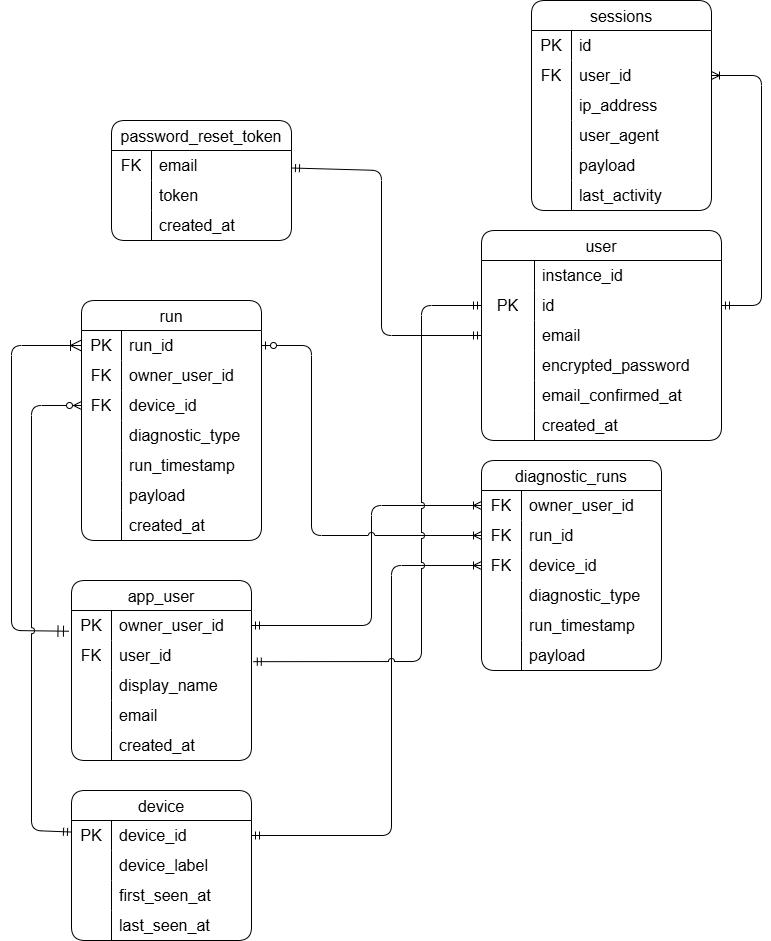 sessions
PK id
FK user_id
ip_address
user_agent
payload
last_activity
password_reset_token
FK email
token
created_at
user
instance_id
PK id
email
encrypted_password
email_confirmed_at
created_at
run
PK run_id
FK owner_user_id
FK device_id
diagnostic_type
run_timestamp
payload
created_at
diagnostic_runs
FK owner_user_id
FK run_id
FK device_id
diagnostic_type
run_timestamp
payload
app_user
PK owner_user_id
FK user_id
display_name
email
created_at
device
PK device_id
device_label
first_seen_at
last_seen_at